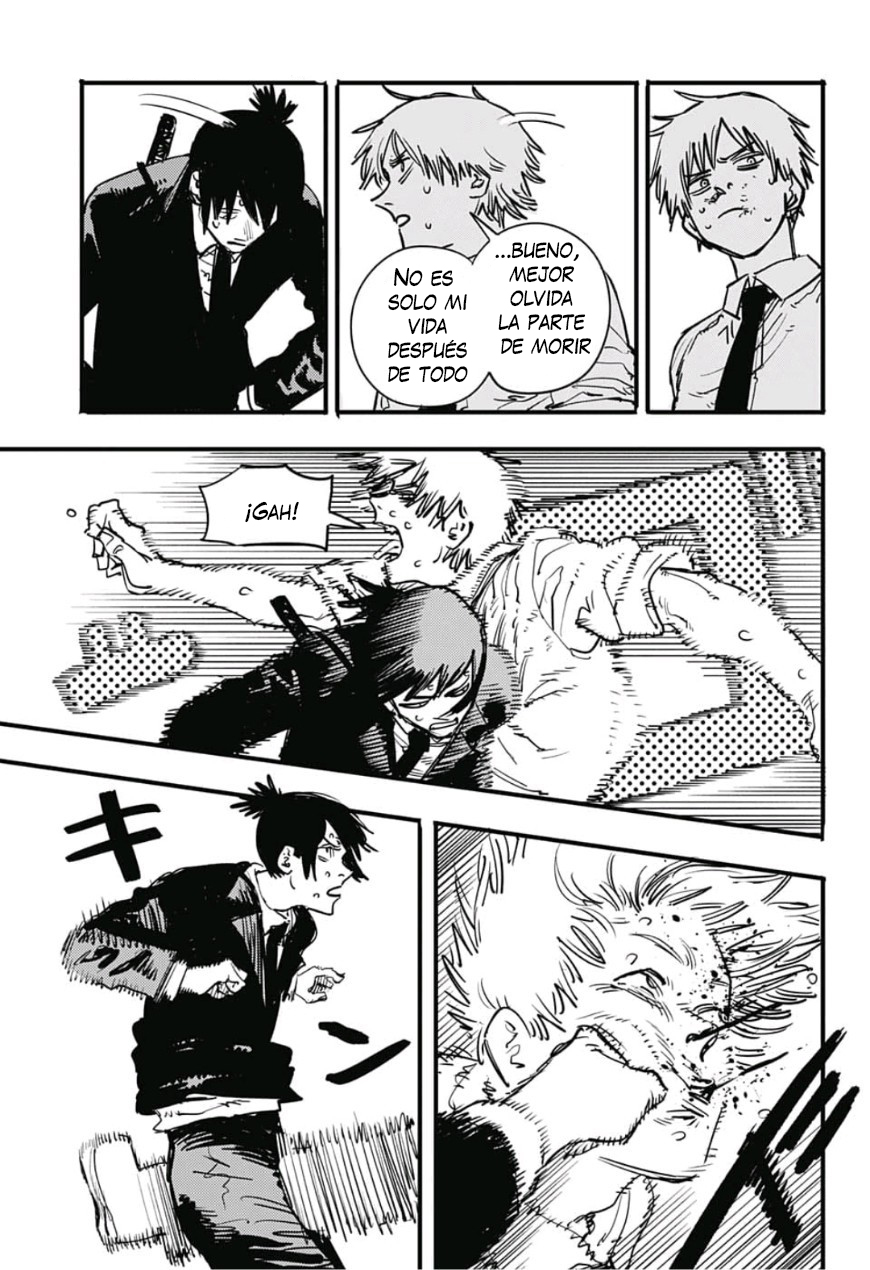 ...BUENO,
MEJOR
OLVIDA
LA PARTE
DE MORIR
NO ES
SOLO MI
VIDA
DESPUÉS
DE TODO
¡GAH!
キン